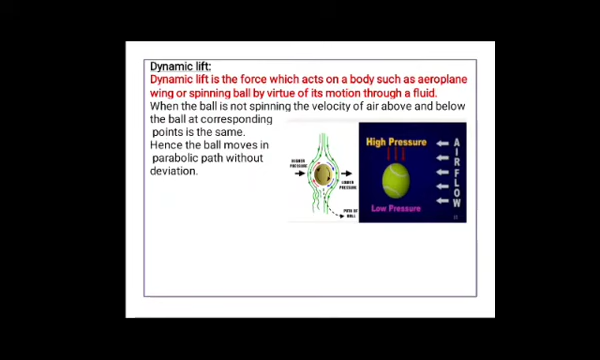 Dynamic lift:
Dynamic lift is the force which acts on a body such as aeroplane
wing or spinning ball by virtue of its motion through a fluid.
When the ball is not spinning the velocity of air above and below
the ball at corresponding
points is the same.
Hence the ball moves in
parabolic path without
deviation.
HIGHER
PRESSURE
LOWER
PRESSURE
PATH OF
BALL
High Pressure
Low Pressure
AIRFLOW